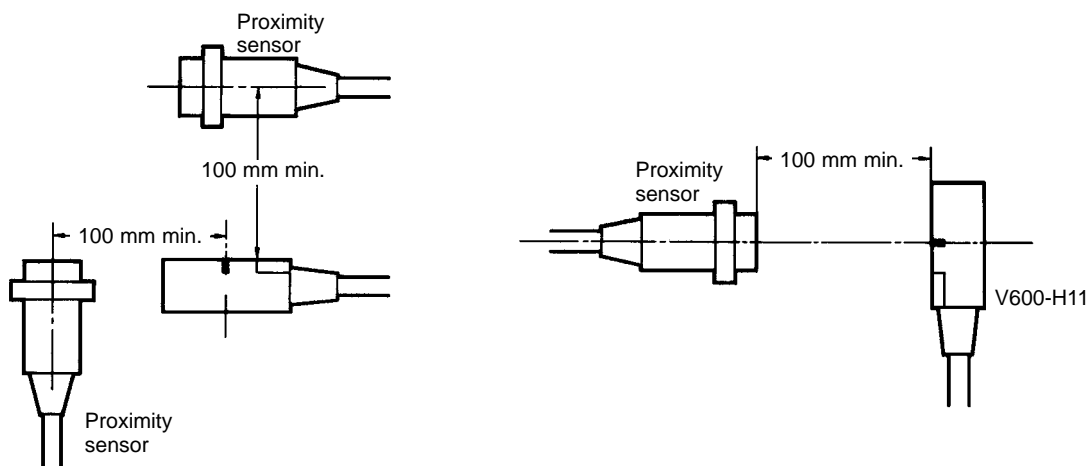 Proximity
sensor
100 mm min.
100 mm min.
Proximity
sensor
Proximity
sensor
100 mm min.
V600-H11